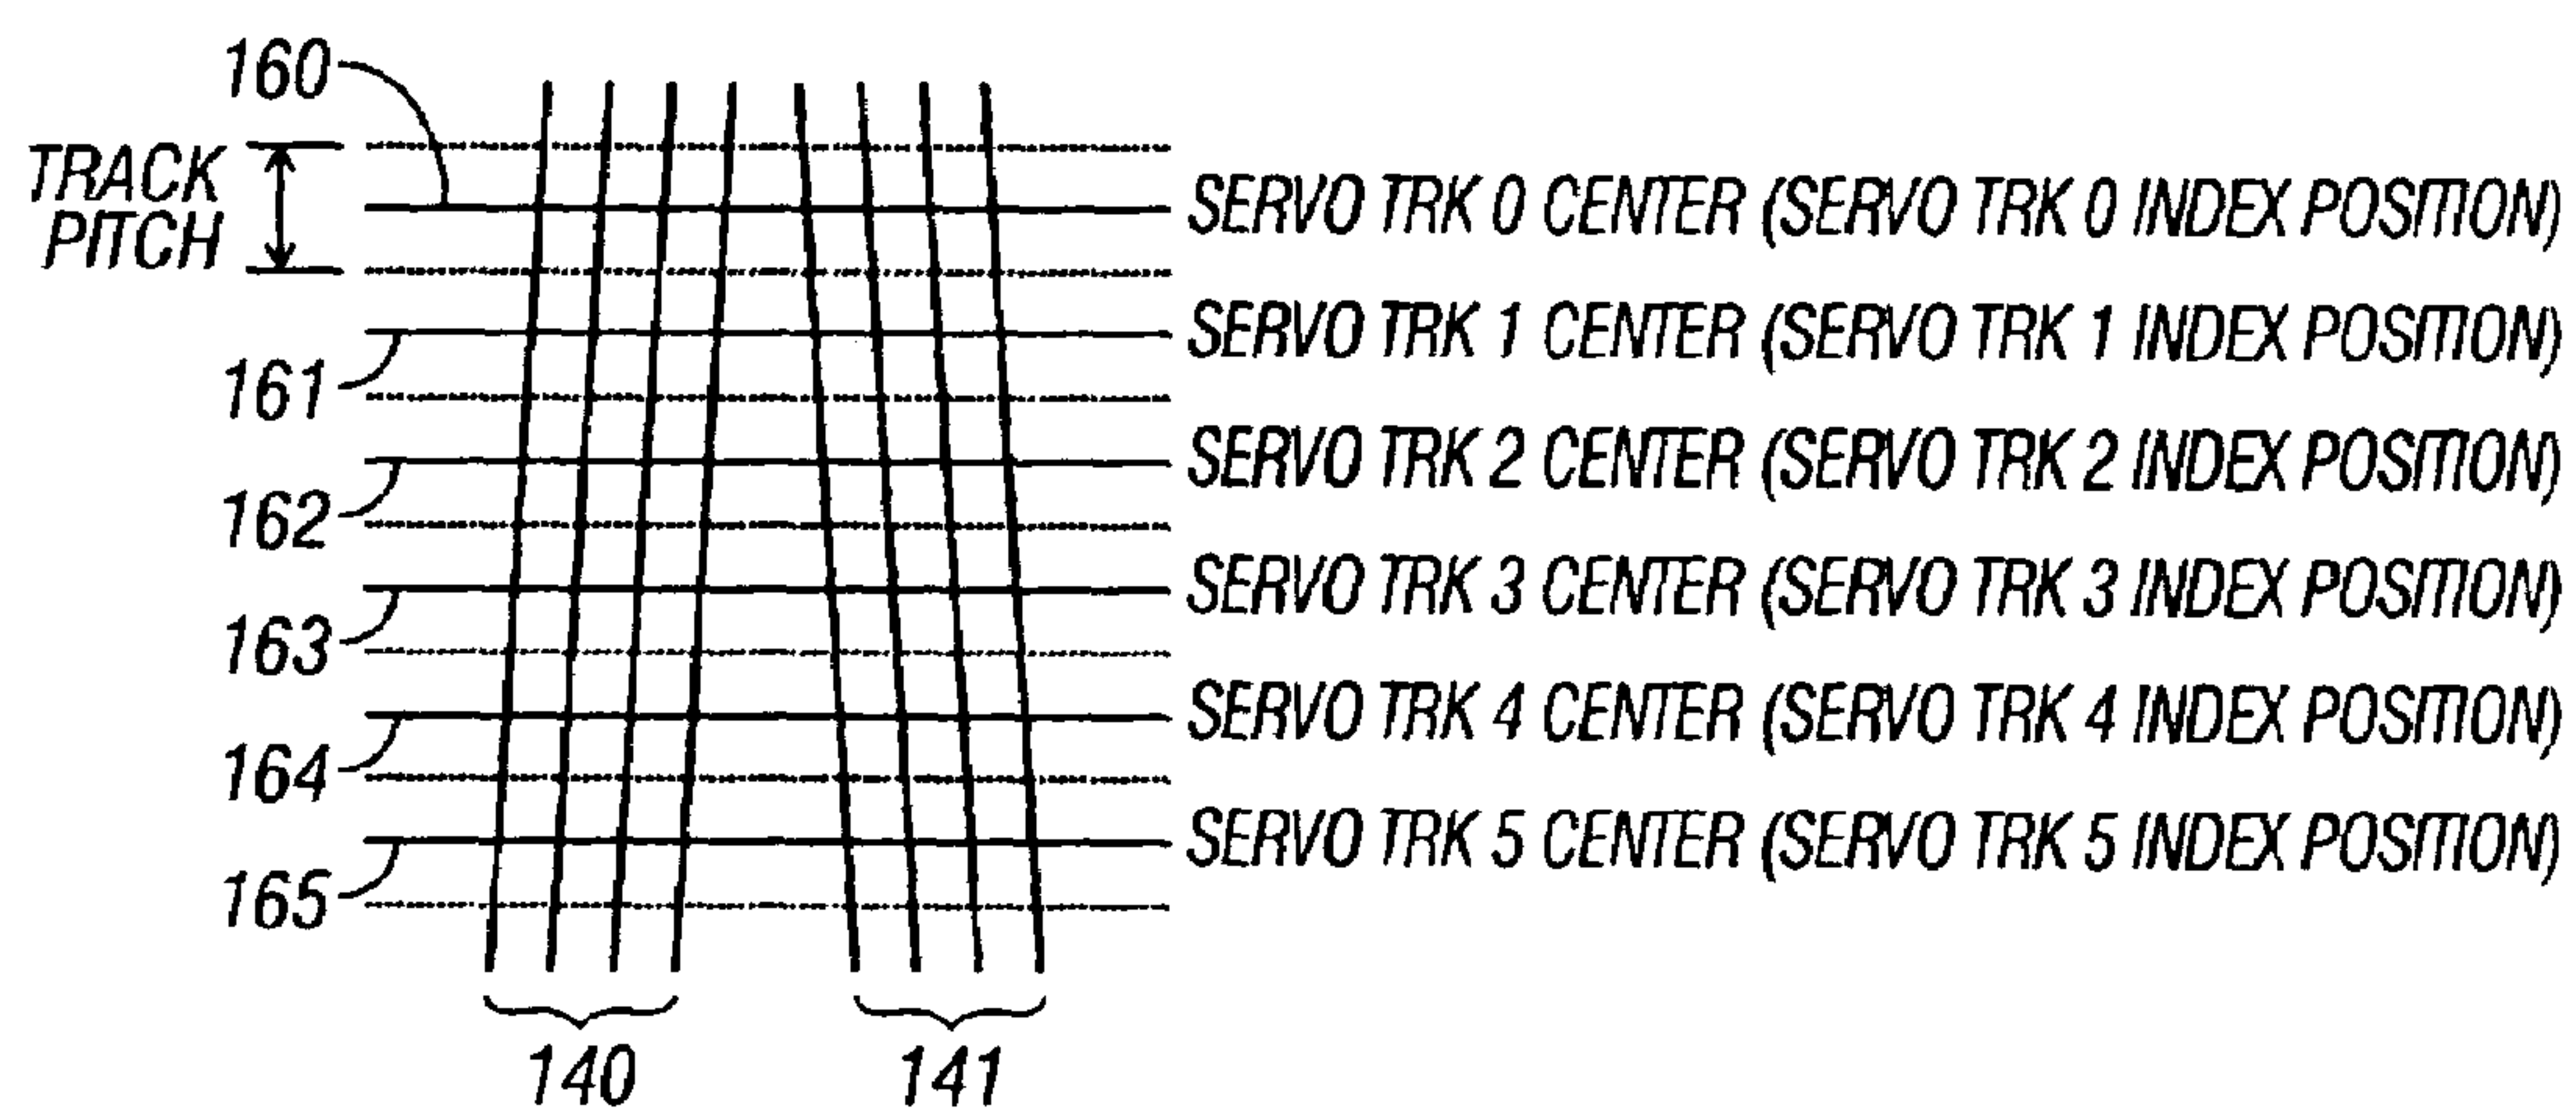 160
TRACK
PITCH
SERVO TRK 0 CENTER (SERVO TRK 0 INDEX POSITION)
SERVO TRK 1 CENTER (SERVO TRK 1 INDEX POSITION)
161
SERVO TRK 2 CENTER (SERVO TRK 2 INDEX POSITION)
162
SERVO TRK 3 CENTER (SERVO TRK 3 INDEX POSITION)
163
SERVO TRK 4 CENTER (SERVO TRK 4 INDEX POSITION)
164
SERVO TRK 5 CENTER (SERVO TRK 5 INDEX POSITION)
165
140 141